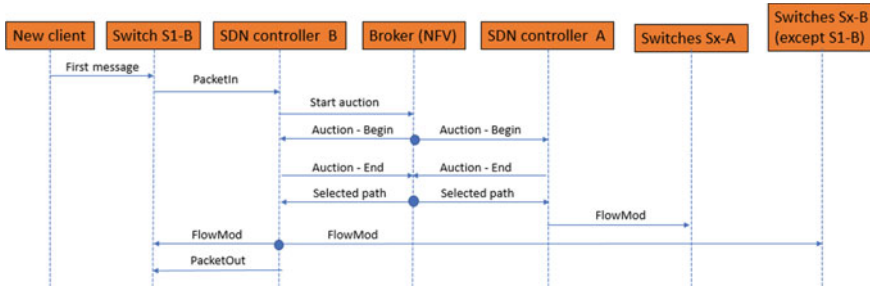 New client
Switch S1-B
SDN controller B
Broker (NFV)
SDN controller A
Switches Sx-A
Switches Sx-B
(except S1-B)
First message
PacketIn
Start auction
Auction - Begin
Auction - Begin
Auction - End
Auction - End
Selected path
Selected path
FlowMod
FlowMod
FlowMod
PacketOut